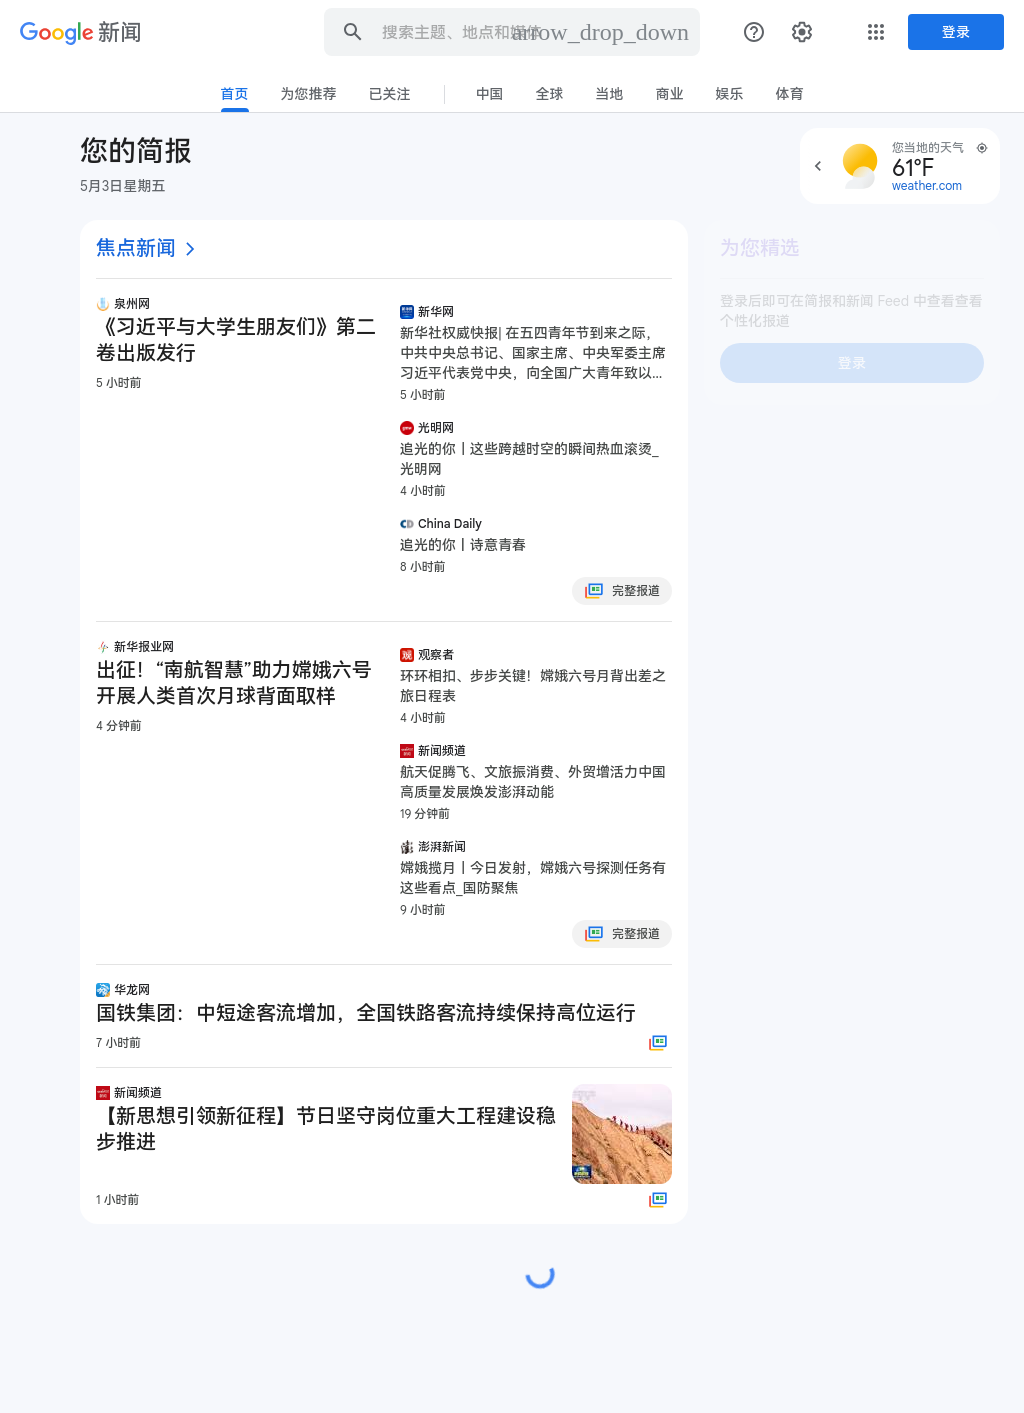 Google 新闻
搜索主题、地点和媒体
arrow_drop_down
登录
首页
为您推荐
已关注
中国
全球
当地
商业
娱乐
体育
您的简报
5月3日星期五
您当地的天气
61°F
weather.com
焦点新闻
泉州网
《习近平与大学生朋友们》第二
卷出版发行
5 小时前
新华网
新华社权威快报| 在五四青年节到来之际，
中共中央总书记、国家主席、中央军委主席
习近平代表党中央，向全国广大青年致以...
5 小时前
光明网
追光的你丨这些跨越时空的瞬间热血滚烫_
光明网
4 小时前
China Daily
追光的你丨诗意青春
8 小时前
完整报道
新华报业网
出征！“南航智慧”助力嫦娥六号
开展人类首次月球背面取样
4 分钟前
观察者
环环相扣、步步关键！嫦娥六号月背出差之
旅日程表
4 小时前
新闻频道
航天促腾飞、文旅振消费、外贸增活力中国
高质量发展焕发澎湃动能
19 分钟前
澎湃新闻
嫦娥揽月丨今日发射，嫦娥六号探测任务有
这些看点_国防聚焦
9 小时前
完整报道
华龙网
国铁集团：中短途客流增加，全国铁路客流持续保持高位运行
7 小时前
新闻频道
【新思想引领新征程】节日坚守岗位重大工程建设稳
步推进
1 小时前
为您精选
登录后即可在简报和新闻 Feed 中查看查看
个性化报道
登录